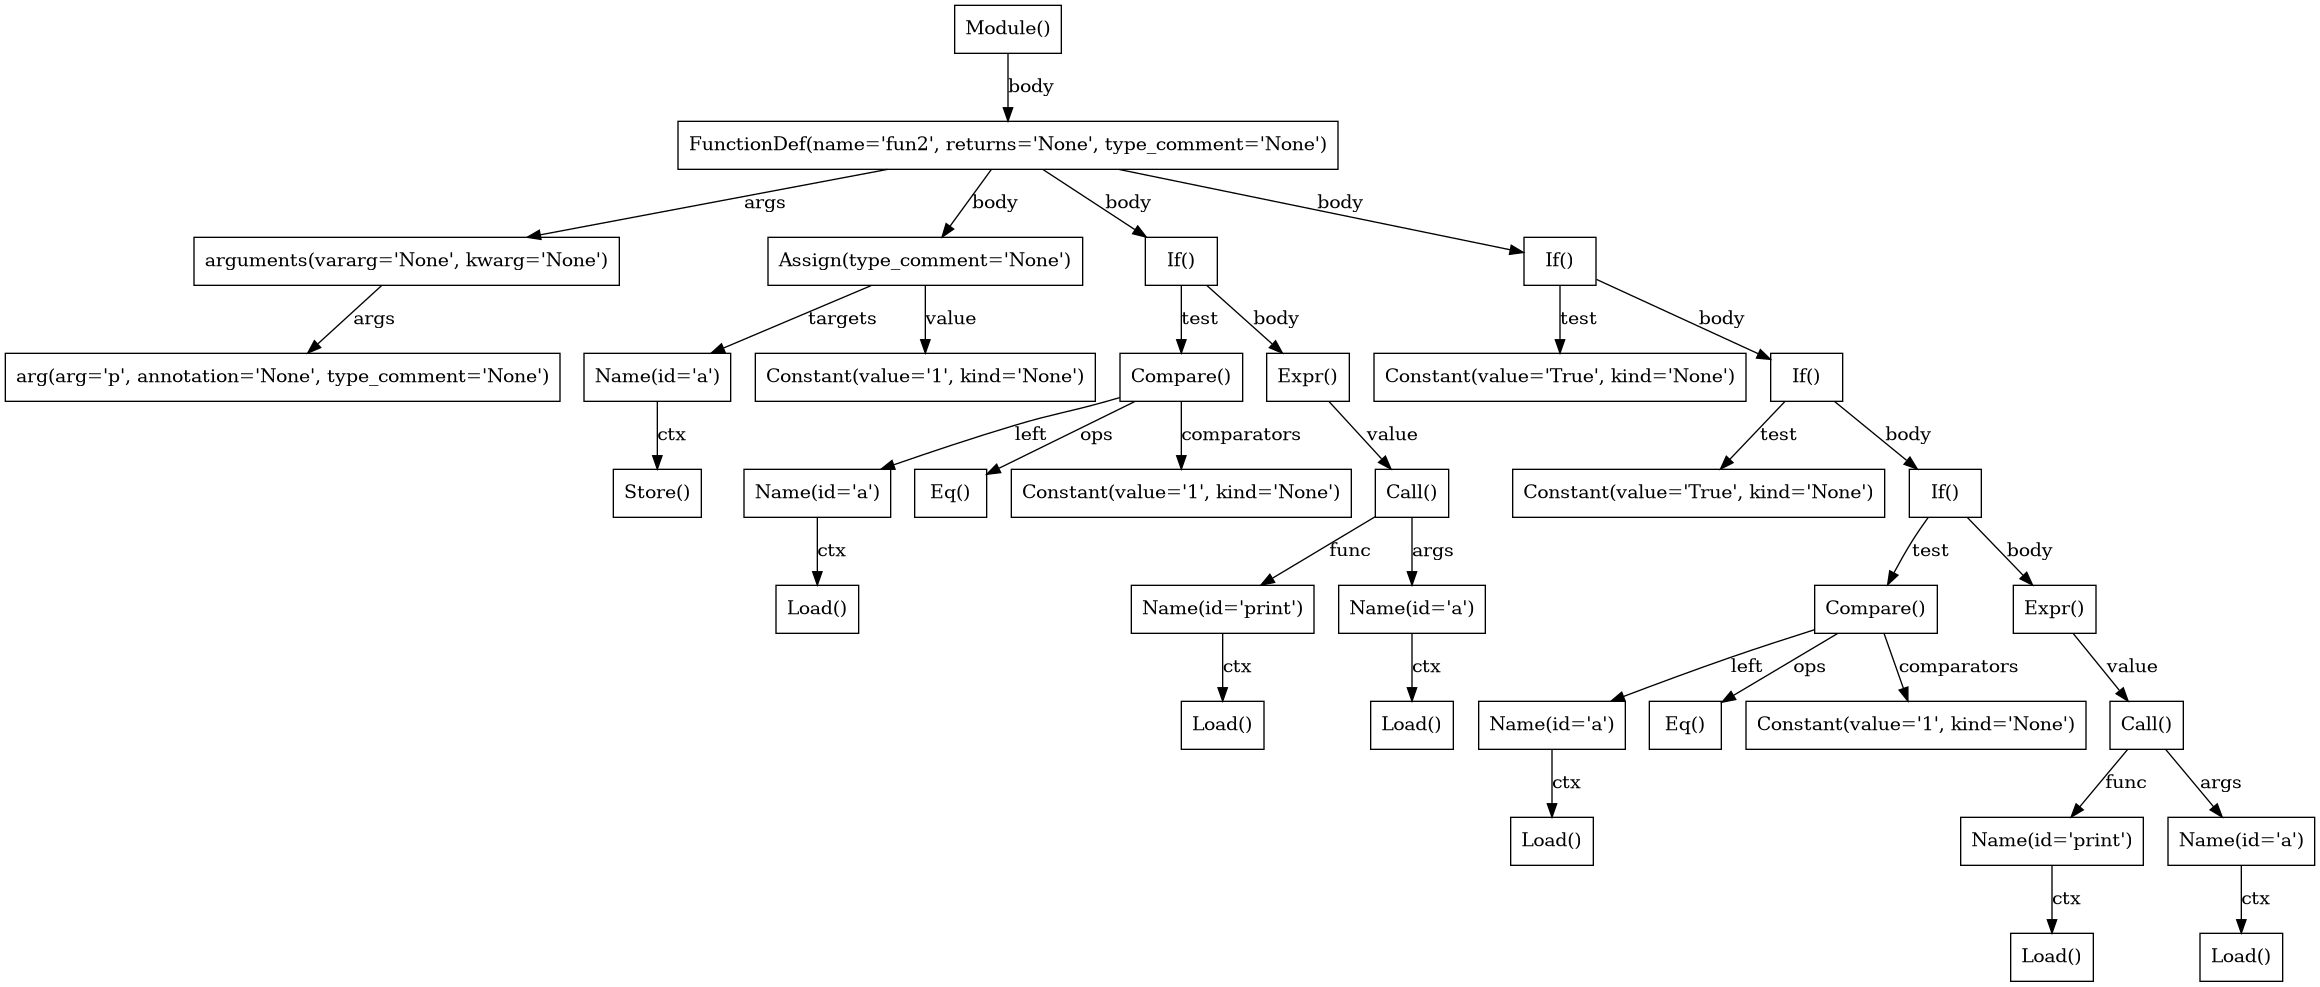 Module()
body
FunctionDef(name='fun2', returns='None', type_comment='None')
args
body
body
body
arguments(vararg='None', kwarg='None')
Assign(type_comment='None')
If()
If()
args
targets
value
test
body
test
body
arg(arg='p', annotation='None', type_comment='None')
Name(id='a')
Constant(value='1', kind='None')
Compare()
Expr()
Constant(value='True', kind='None')
If()
ctx
left
ops
comparators
value
test
body
Store()
Name(id='a')
Eq()
Constant(value='1', kind='None')
Call()
Constant(value='True', kind='None')
If()
ctx
func
args
test
body
Load()
Name(id='print')
Name(id='a')
Compare()
Expr()
ctx
ctx
left
ops
comparators
value
Load()
Load()
Name(id='a')
Eq()
Constant(value='1', kind='None')
Call()
ctx
func
args
Load()
Name(id='print')
Name(id='a')
ctx
ctx
Load()
Load()